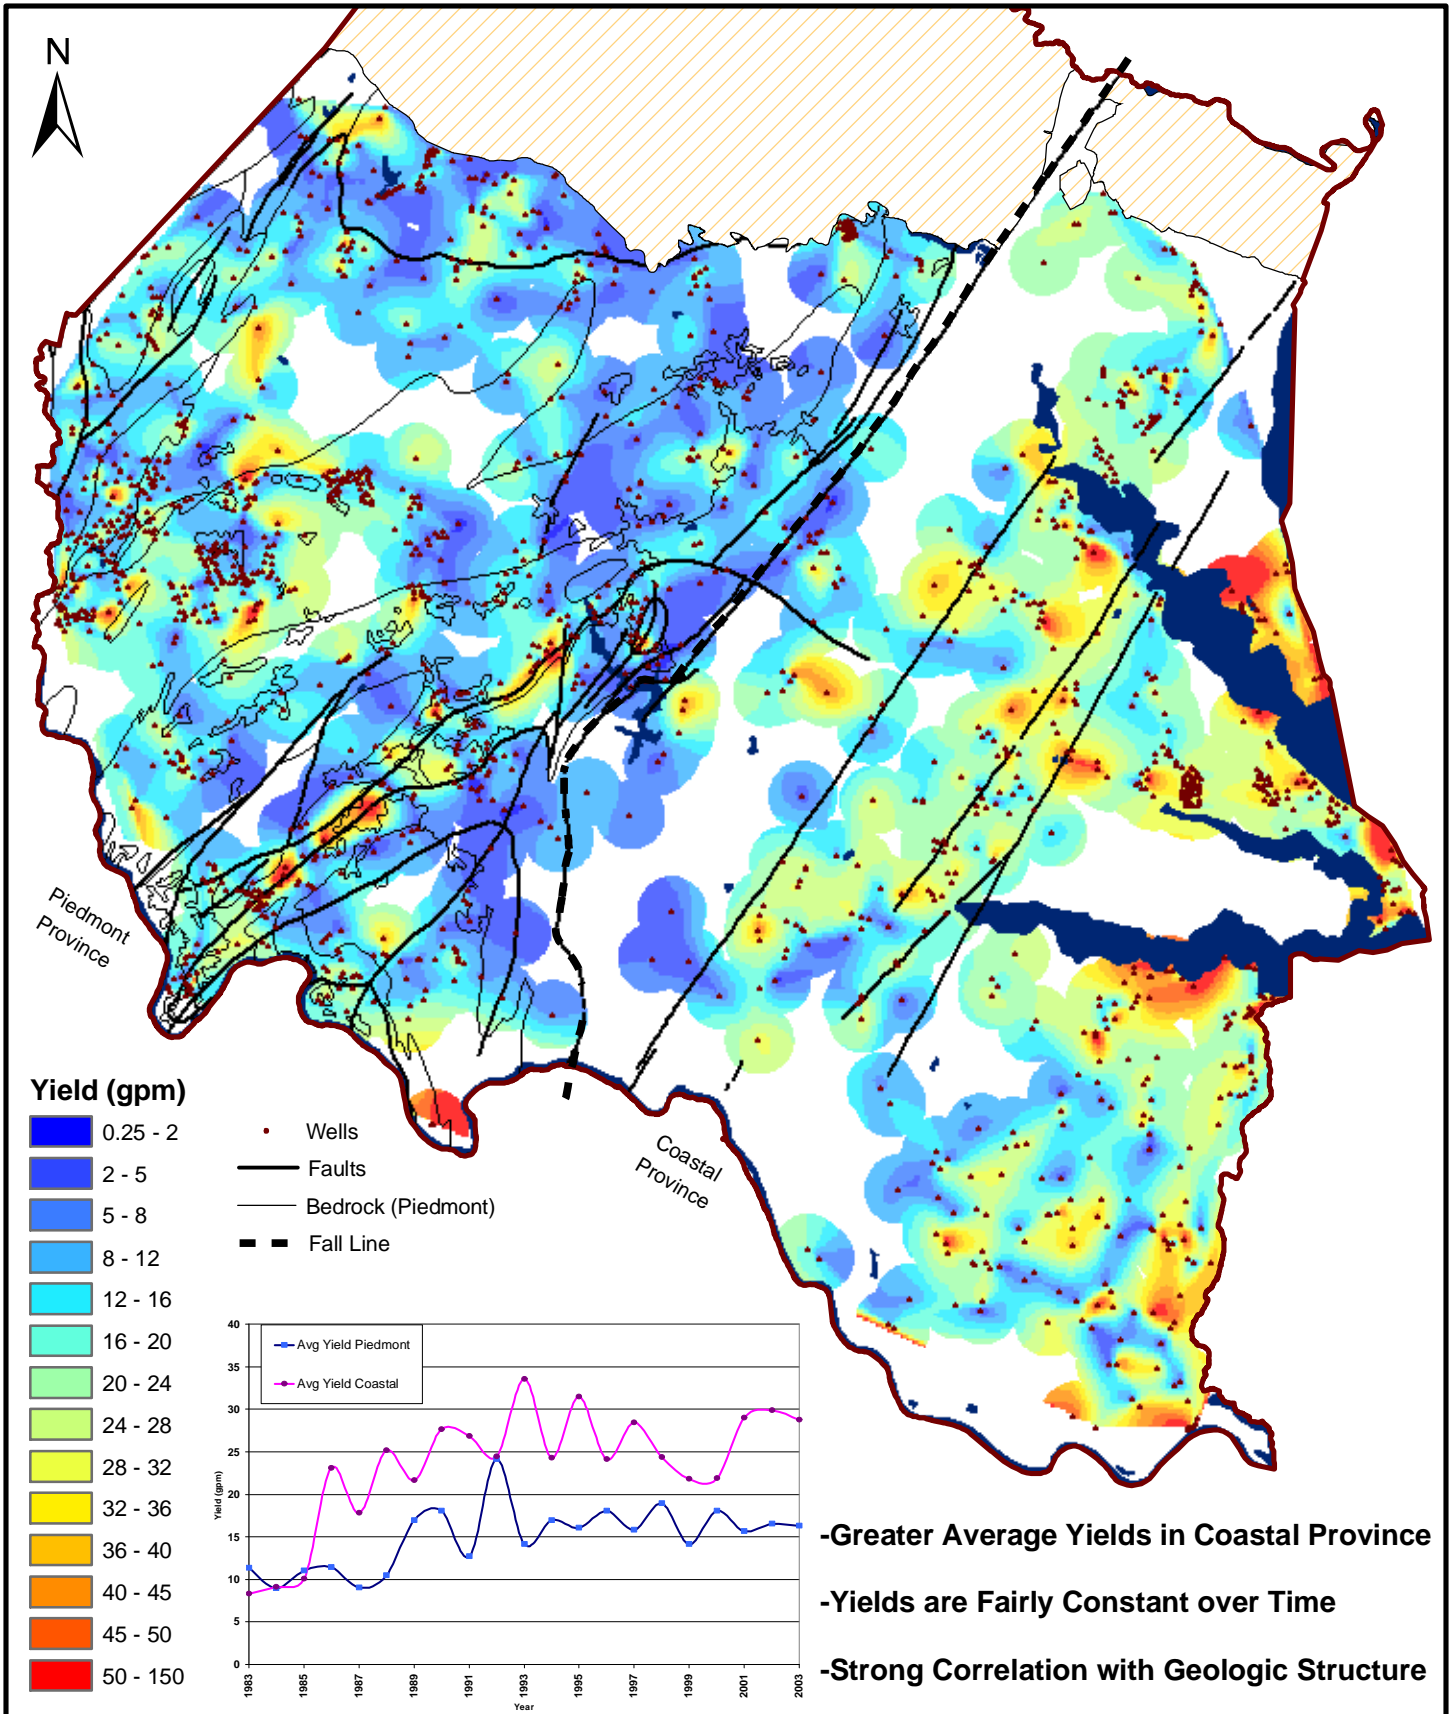 N
Piedmont
Province
Coastal
Province
Yield (gpm)
0.25 - 2
2 - 5
5 - 8
8 - 12
12 - 16
16 - 20
20 - 24
24 - 28
28 - 32
32 - 36
36 - 40
40 - 45
45 - 50
50 - 150
Wells
Faults
Bedrock (Piedmont)
Fall Line
Avg Yield Piedmont
Avg Yield Coastal
Yield (gpm)
40
35
30
25
20
15
10
5
0
1983
1985
1987
1989
1991
1993
1995
1997
1999
2001
2003
Year
-Greater Average Yields in Coastal Province
-Yields are Fairly Constant over Time
-Strong Correlation with Geologic Structure